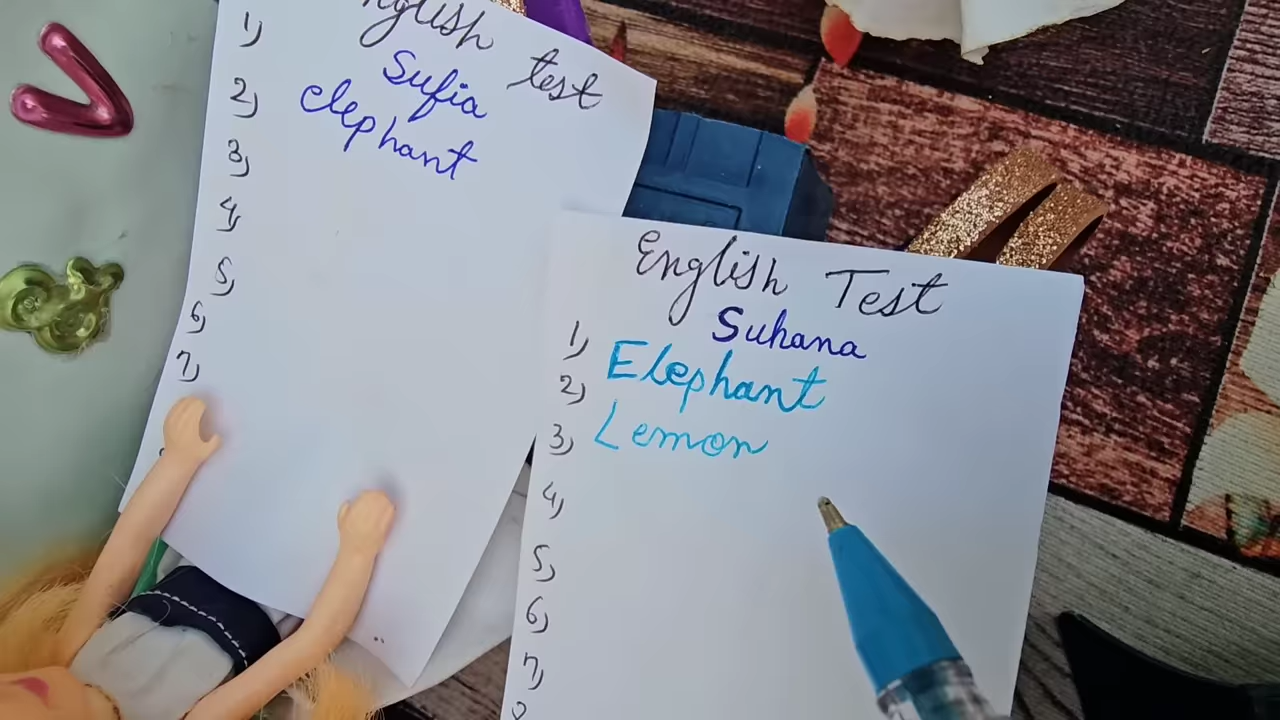 nglish test
Sufia
1)
2) elephant
3)
4)
5)
6)
7)
English Test
Suhana
1) Elephant
2) Lemon
3)
4)
5)
6)
7)